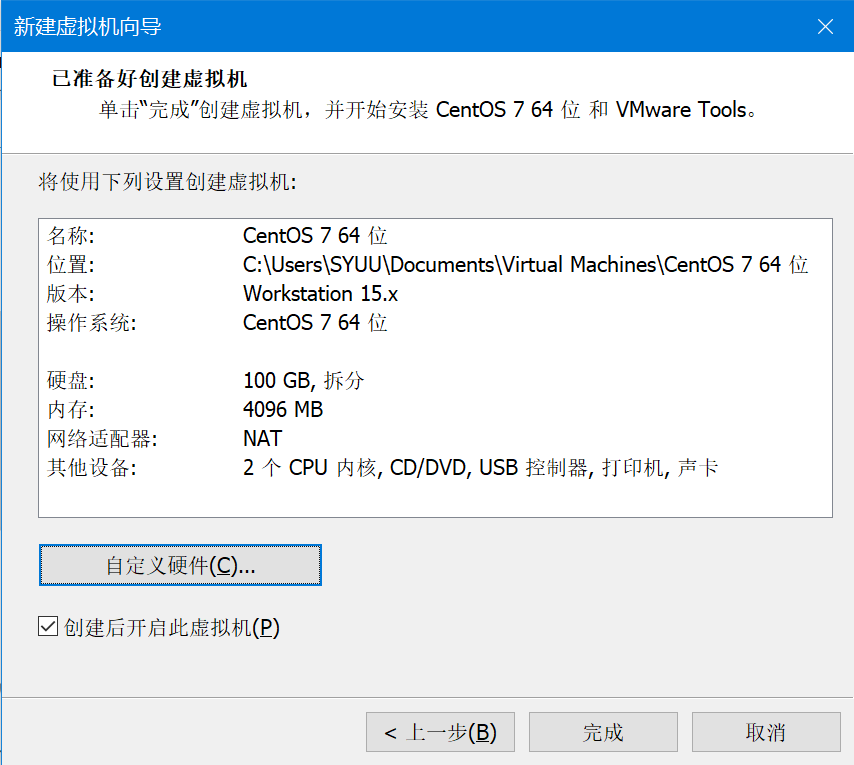 新建虚拟机向导
已准备好创建虚拟机
单击“完成”创建虚拟机，并开始安装 CentOS 7 64 位 和 VMware Tools。
将使用下列设置创建虚拟机:
名称: CentOS 7 64 位
位置: C:\Users\SYUU\Documents\Virtual Machines\CentOS 7 64 位
版本: Workstation 15.x
操作系统: CentOS 7 64 位
硬盘: 100 GB, 拆分
内存: 4096 MB
网络适配器: NAT
其他设备: 2 个 CPU 内核, CD/DVD, USB 控制器, 打印机, 声卡
自定义硬件(C)...
创建后开启此虚拟机(P)
< 上一步(B) 完成 取消